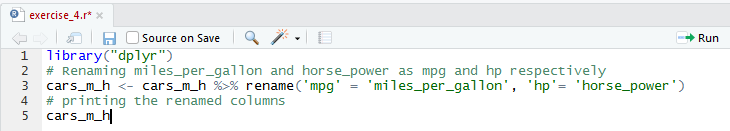 exercise_4.r*
Source on Save
Run
1 library("dplyr")
2 # Renaming miles_per_gallon and horse_power as mpg and hp respectively
3 cars_m_h <- cars_m_h %>% rename('mpg' = 'miles_per_gallon', 'hp'= 'horse_power')
4 # printing the renamed columns
5 cars_m_h